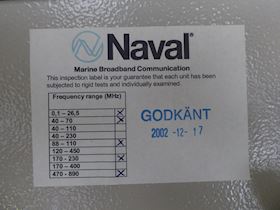 Naval®
Marine Broadband Communication
This inspection label is your guarantee that each unit has been
subjected to rigid tests and individually examined.
Frequency range (MHz)
0,1 – 26,5 X
40 – 70 X
40 – 110
40 – 230
88 – 110 X
120 – 450
170 – 230 X
170 – 400
470 – 890 X
GODKÄNT
2002 -12- 17